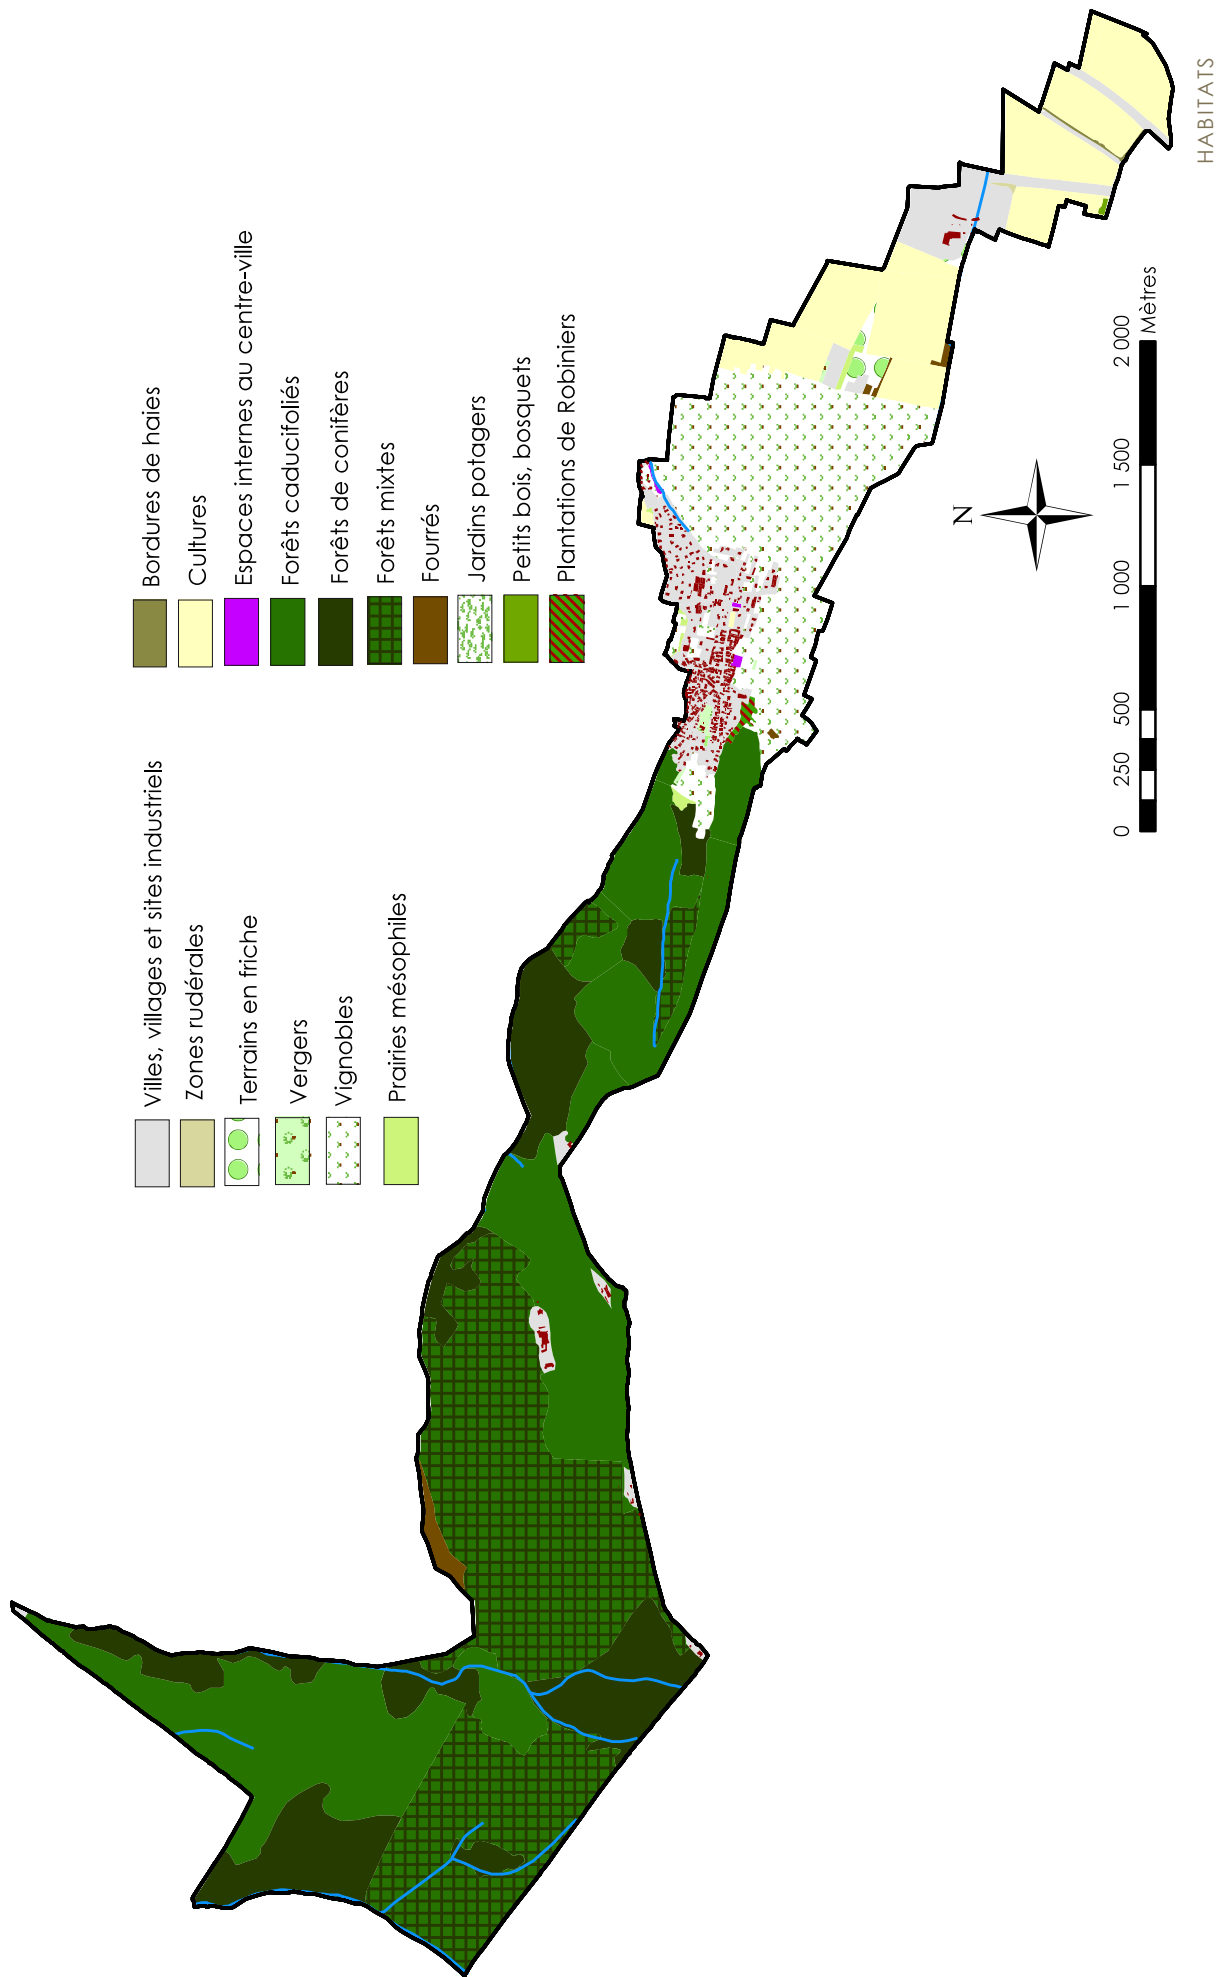 Villes, villages et sites industriels
Zones rudérales
Terrains en friche
Vergers
Vignobles
Prairies mésophiles
Bordures de haies
Cultures
Espaces internes au centre-ville
Forêts caducifoliés
Forêts de conifères
Forêts mixtes
Fourrés
Jardins potagers
Petits bois, bosquets
Plantations de Robiniers
N
0 250 500 1 000 1 500 2 000
Mètres
HABITATS